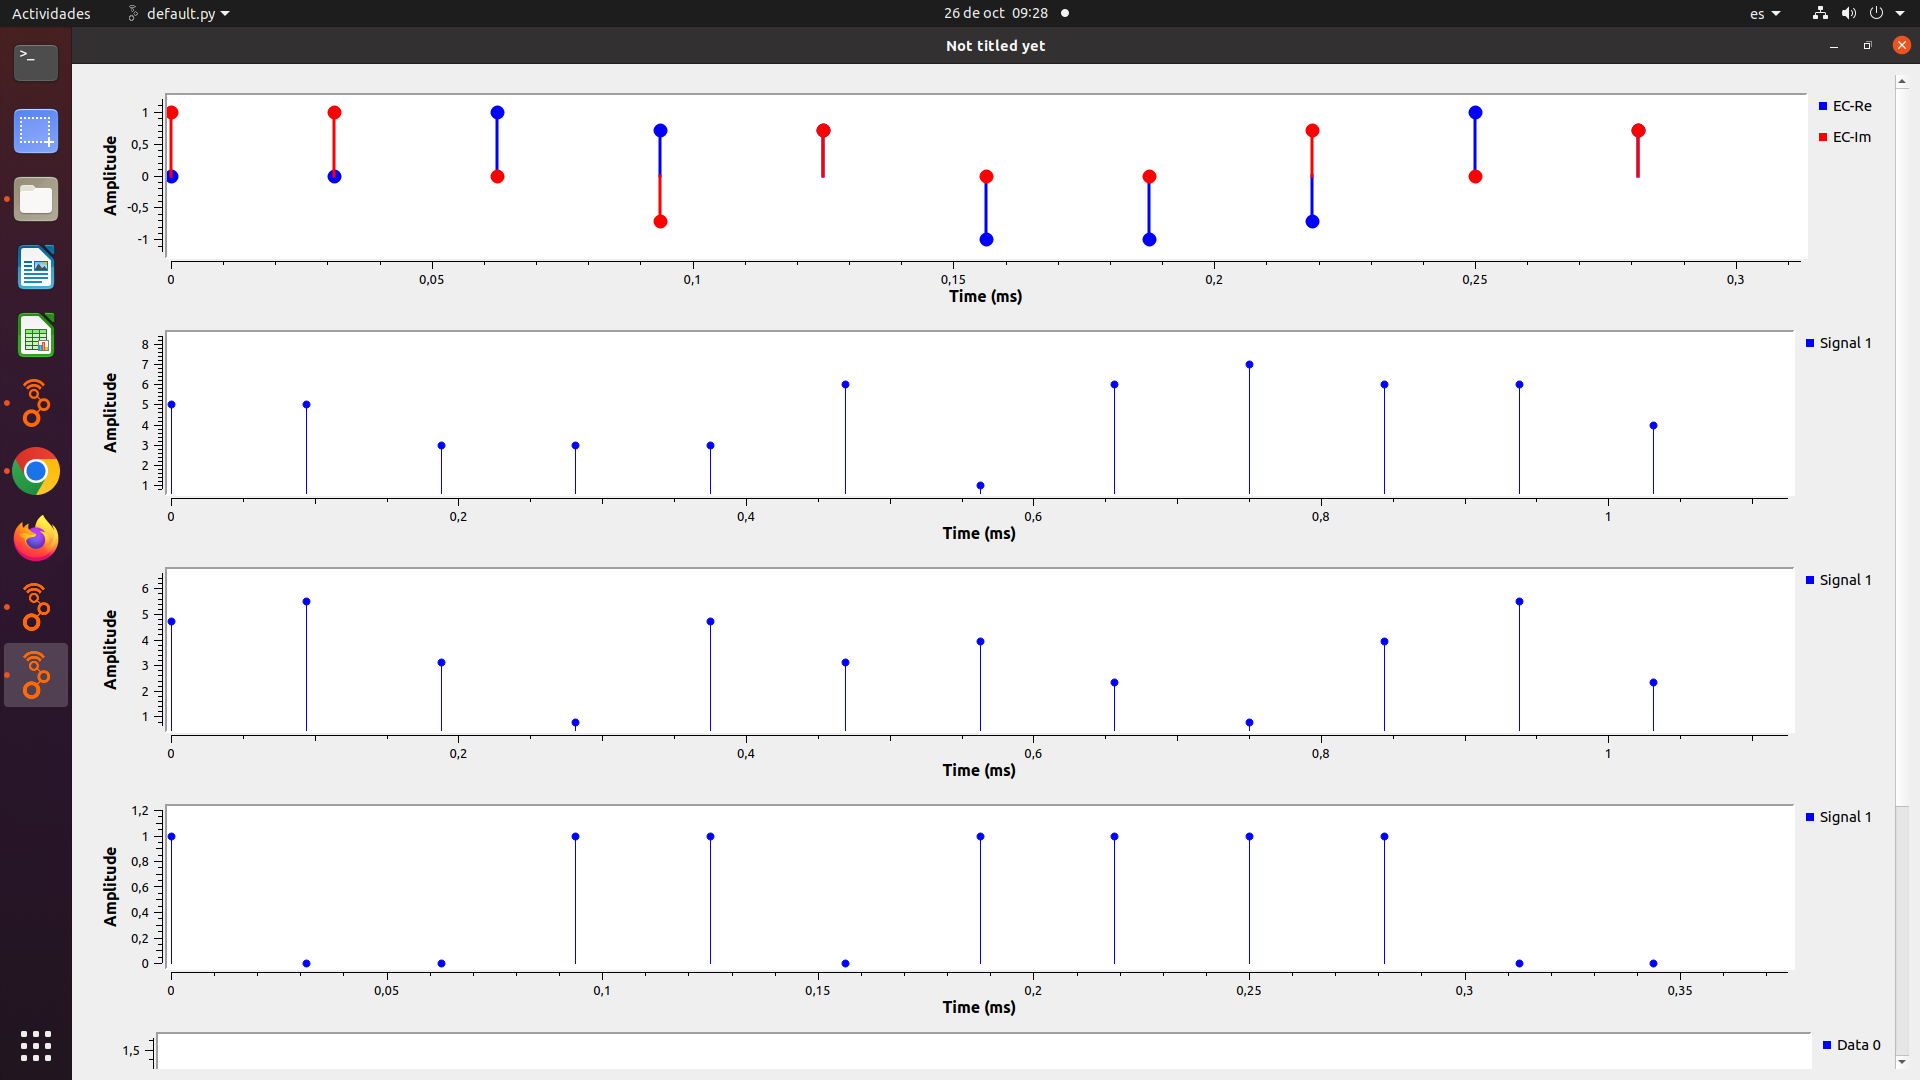 Actividades default.py 26 de oct 09:28 es
Not titled yet
>_
Amplitude
1
0,5
0
-0,5
-1
0 0,05 0,1 0,15 0,2 0,25 0,3
Time (ms)
EC-Re
EC-Im
Amplitude
8
7
6
5
4
3
2
1
0 0,2 0,4 0,6 0,8 1
Time (ms)
Signal 1
Amplitude
6
5
4
3
2
1
0 0,2 0,4 0,6 0,8 1
Time (ms)
Signal 1
Amplitude
1,2
1
0,8
0,6
0,4
0,2
0
0 0,05 0,1 0,15 0,2 0,25 0,3 0,35
Time (ms)
Signal 1
1,5
Data 0